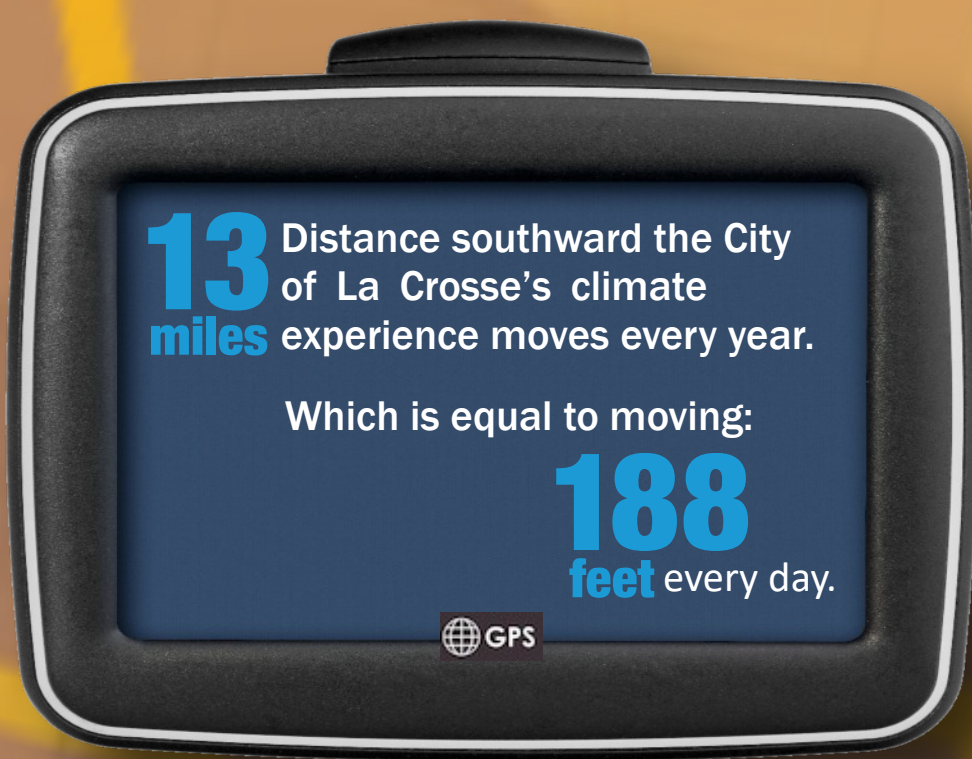 13 Distance southward the City
of La Crosse's climate
miles experience moves every year.
Which is equal to moving:
188
feet every day.
GPS